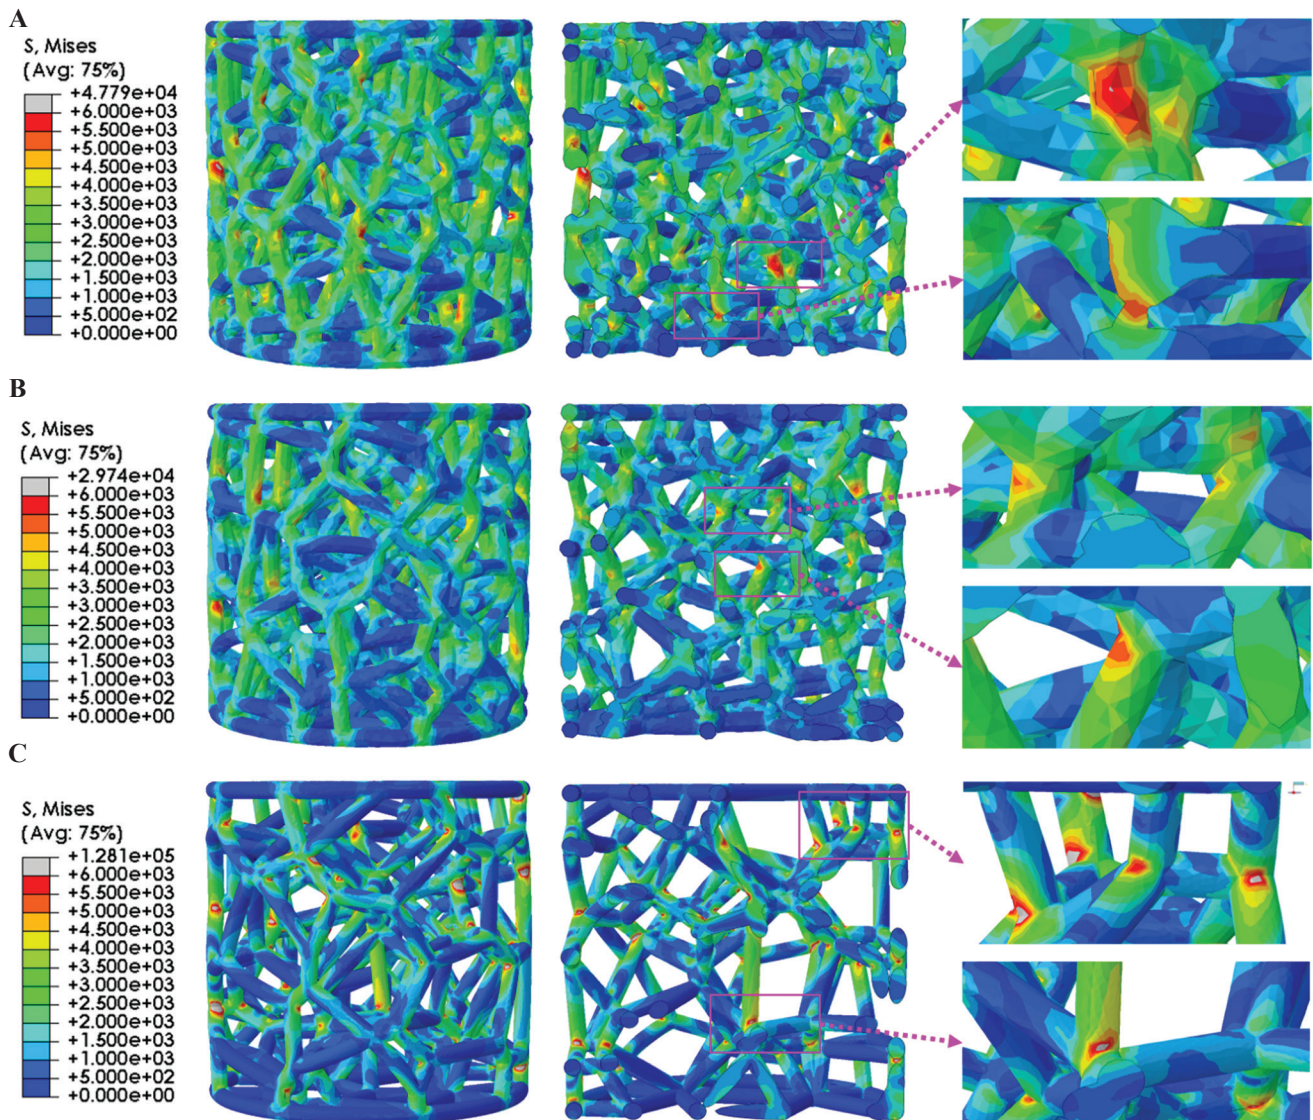 A
S, Mises
(Avg: 75%)
+4.779e+04
+6.000e+03
+5.500e+03
+5.000e+03
+4.500e+03
+4.000e+03
+3.500e+03
+3.000e+03
+2.500e+03
+2.000e+03
+1.500e+03
+1.000e+03
+5.000e+02
+0.000e+00
B
S, Mises
(Avg: 75%)
+2.974e+04
+6.000e+03
+5.500e+03
+5.000e+03
+4.500e+03
+4.000e+03
+3.500e+03
+3.000e+03
+2.500e+03
+2.000e+03
+1.500e+03
+1.000e+03
+5.000e+02
+0.000e+00
C
S, Mises
(Avg: 75%)
+1.281e+05
+6.000e+03
+5.500e+03
+5.000e+03
+4.500e+03
+4.000e+03
+3.500e+03
+3.000e+03
+2.500e+03
+2.000e+03
+1.500e+03
+1.000e+03
+5.000e+02
+0.000e+00